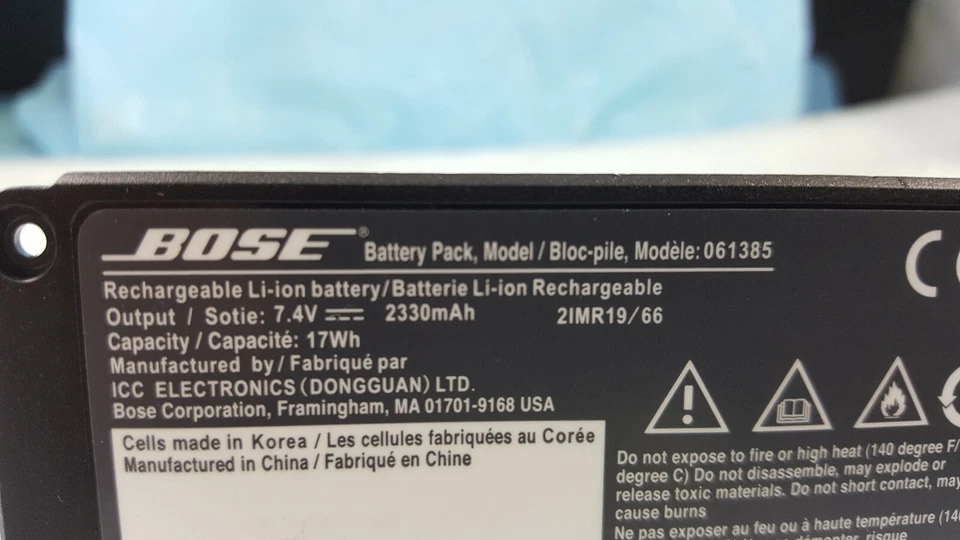 BOSE® Battery Pack, Model / Bloc-pile, Modèle: 061385
Rechargeable Li-ion battery/Batterie Li-ion Rechargeable
Output / Sotie: 7.4V 2330mAh 2IMR19/66
Capacity / Capacité: 17Wh
Manufactured by / Fabriqué par
ICC ELECTRONICS (DONGGUAN) LTD.
Bose Corporation, Framingham, MA 01701-9168 USA
Cells made in Korea / Les cellules fabriquées au Corée
Manufactured in China / Fabriqué en Chine
Do not expose to fire or high heat (140 degree F/
degree C) Do not disassemble, may explode or
release toxic materials. Do not short contact, may
cause burns
Ne pas exposer au feu ou à haute température (140
démonter, risque